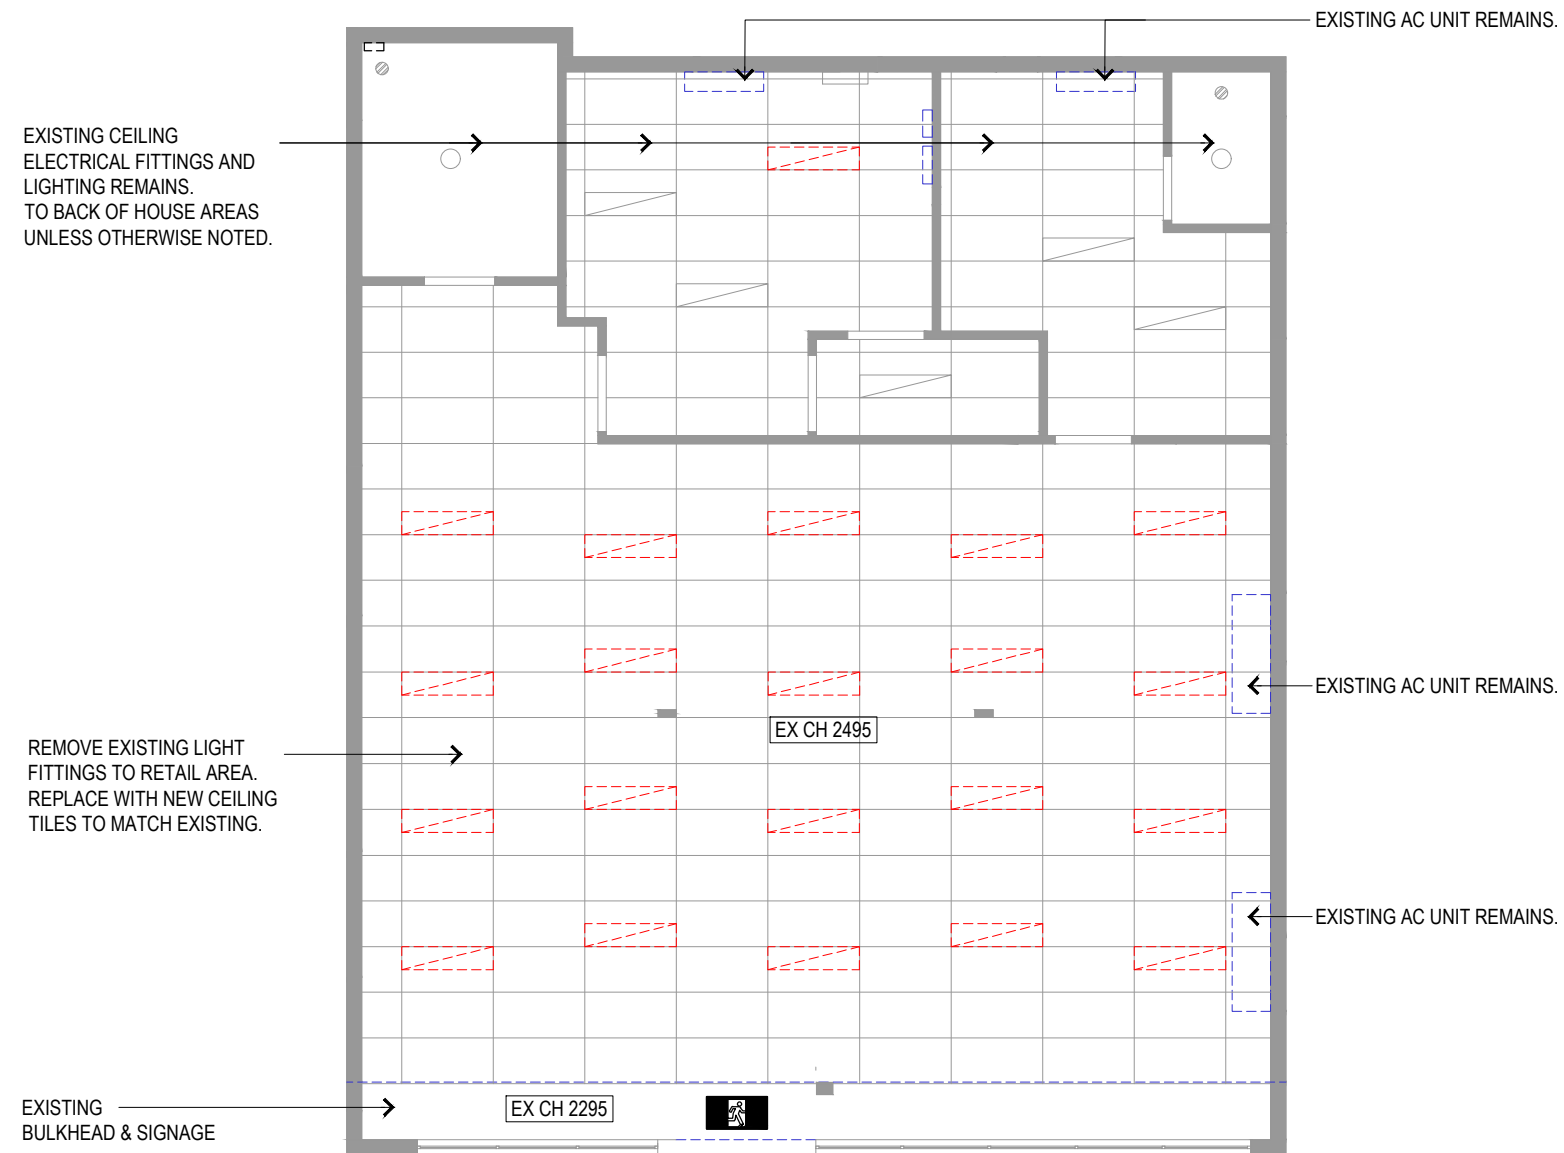 EXISTING AC UNIT REMAINS.
EXISTING CEILING
ELECTRICAL FITTINGS AND
LIGHTING REMAINS.
TO BACK OF HOUSE AREAS
UNLESS OTHERWISE NOTED.
EXISTING AC UNIT REMAINS.
EX CH 2495
REMOVE EXISTING LIGHT
FITTINGS TO RETAIL AREA.
REPLACE WITH NEW CEILING
TILES TO MATCH EXISTING.
EXISTING AC UNIT REMAINS.
EXISTING
BULKHEAD & SIGNAGE
EX CH 2295